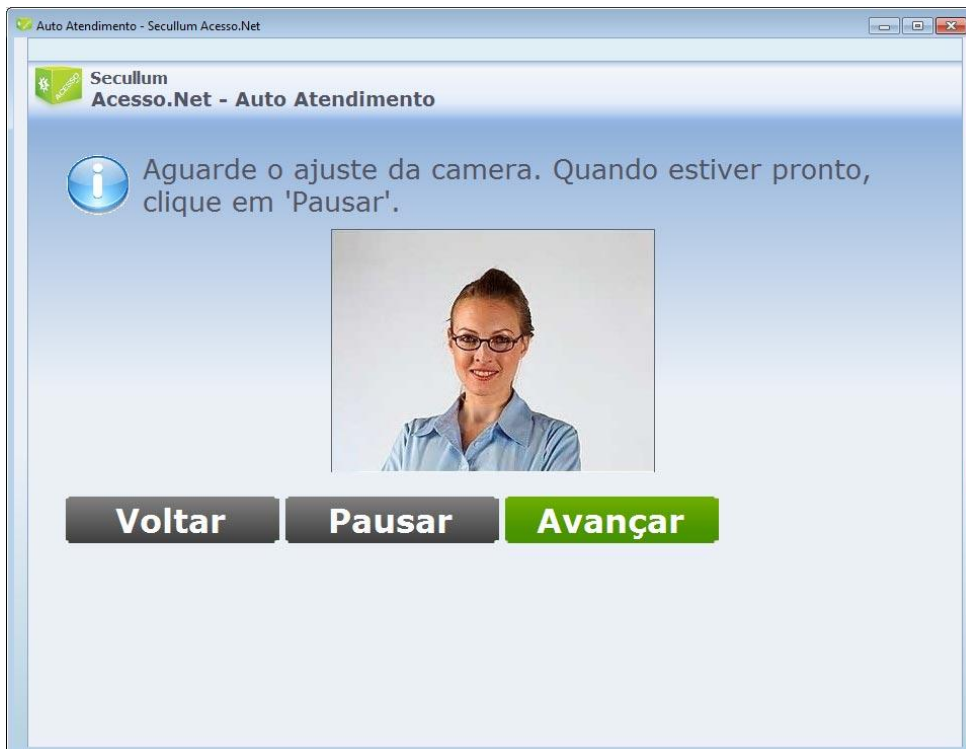 Auto Atendimento - Secullum Acesso.Net
Secullum
Acesso.Net - Auto Atendimento
ACESSO
Aguarde o ajuste da camera. Quando estiver pronto,
clique em 'Pausar'.
Voltar Pausar Avançar